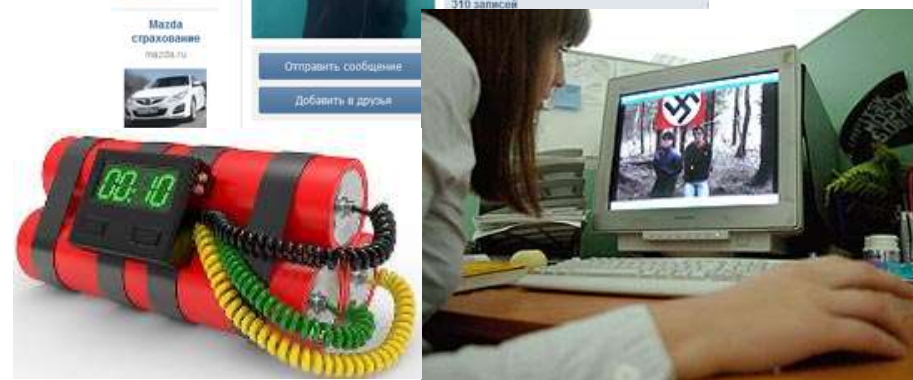 310 записей
Mazda
страхование
mazda.ru
Отправить сообщение
Добавить в друзья
00:10